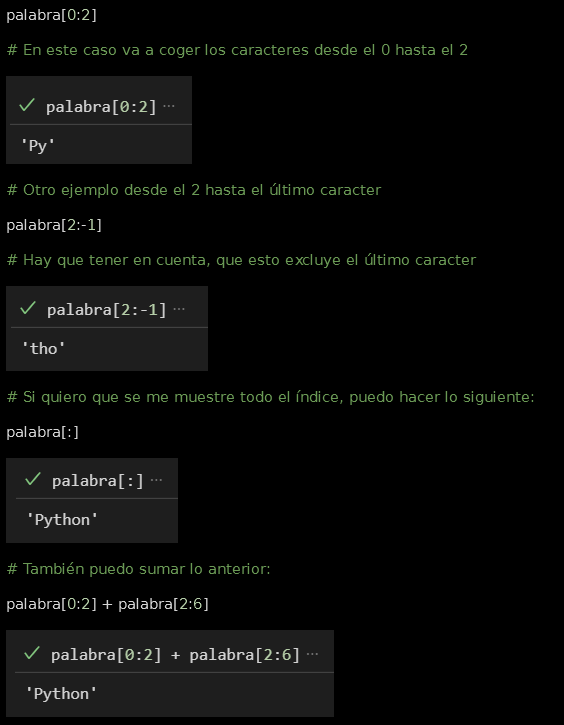 palabra[0:2]
# En este caso va a coger los caracteres desde el 0 hasta el 2
✓ palabra[0:2] ...
'Py'
# Otro ejemplo desde el 2 hasta el último caracter
palabra[2:-1]
# Hay que tener en cuenta, que esto excluye el último caracter
✓ palabra[2:-1] ...
'tho'
# Si quiero que se me muestre todo el índice, puedo hacer lo siguiente:
palabra[:]
✓ palabra[:] ...
'Python'
# También puedo sumar lo anterior:
palabra[0:2] + palabra[2:6]
✓ palabra[0:2] + palabra[2:6] ...
'Python'